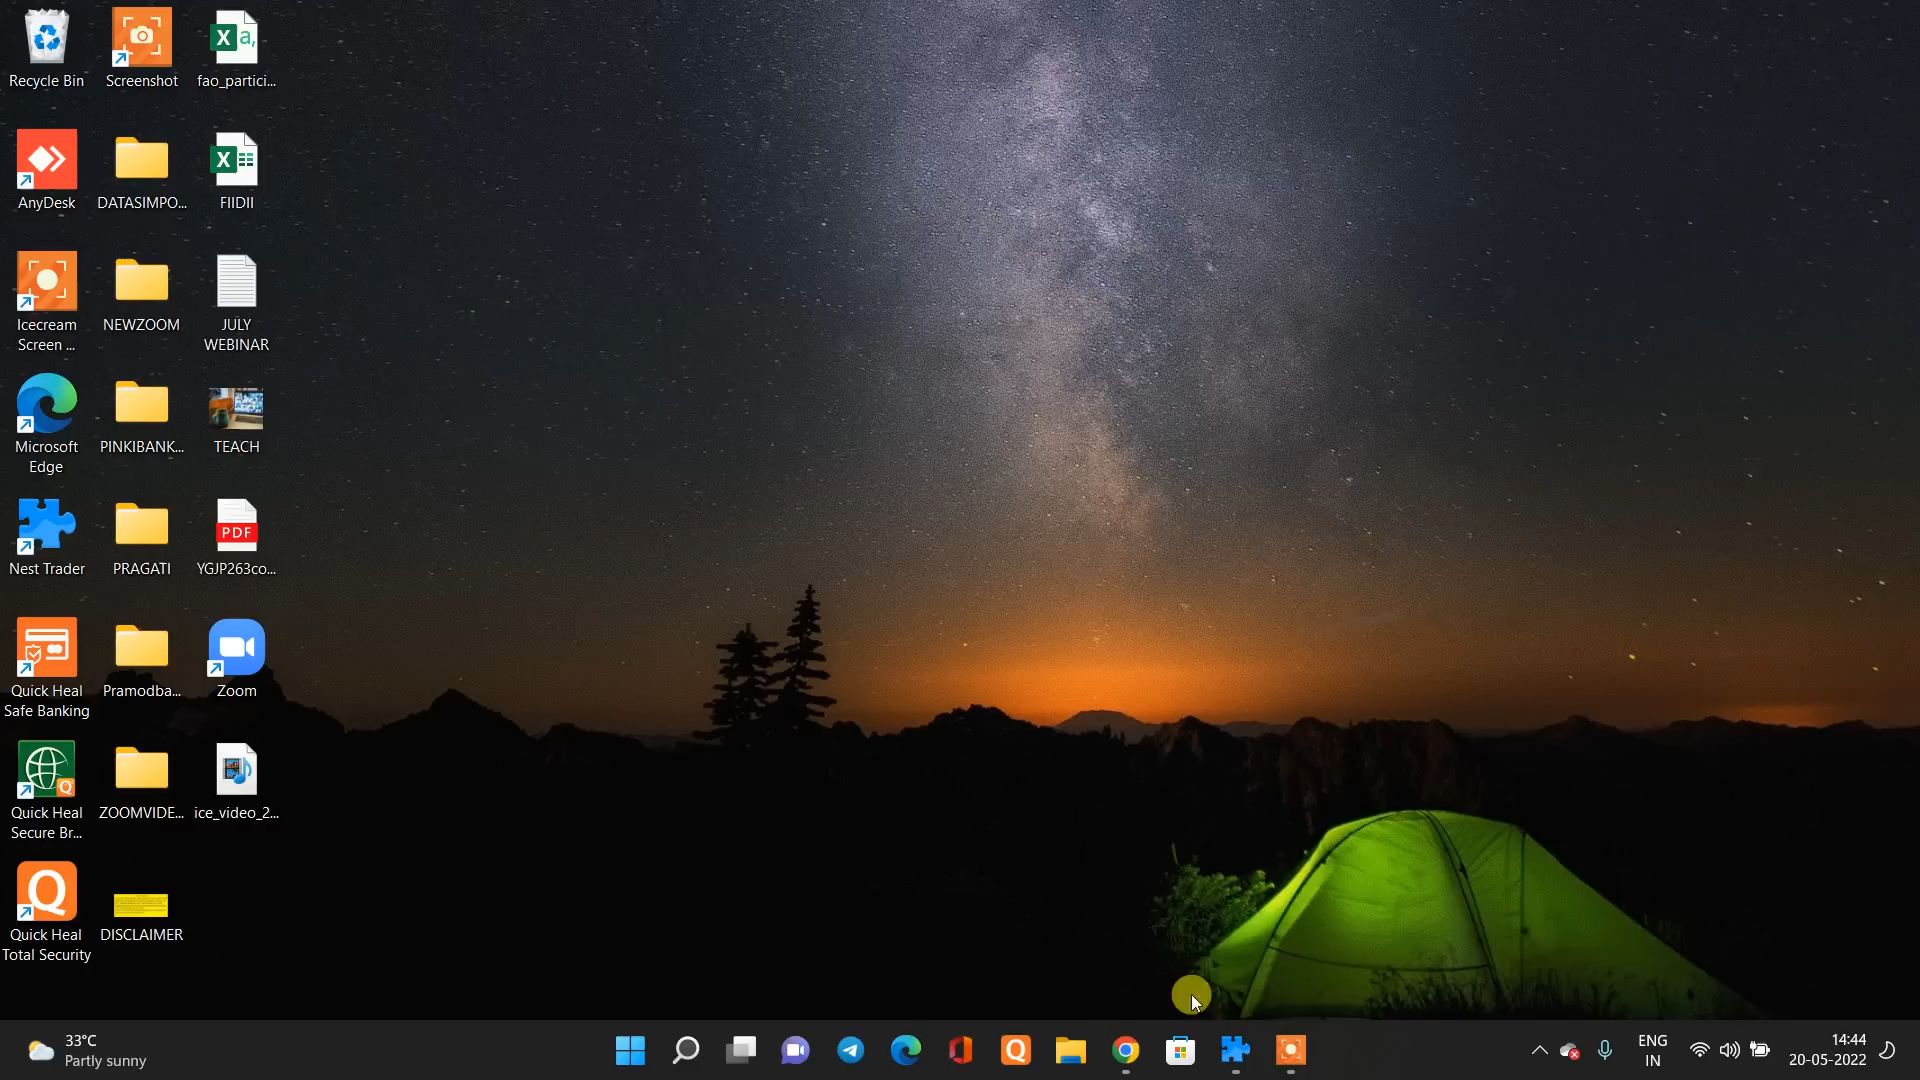 Recycle Bin
Screenshot
fao_partici...
AnyDesk
DATASIMPO...
FIIDII
Icecream
Screen ...
NEWZOOM
JULY
WEBINAR
Microsoft
Edge
PINKIBANK...
TEACH
Nest Trader
PRAGATI
PDF
YGJP263co...
Quick Heal
Safe Banking
Pramodba...
Zoom
Quick Heal
Secure Br...
ZOOMVIDE...
ice_video_2...
Quick Heal
Total Security
DISCLAIMER
33°C
Partly sunny
ENG
IN
14:44
20-05-2022